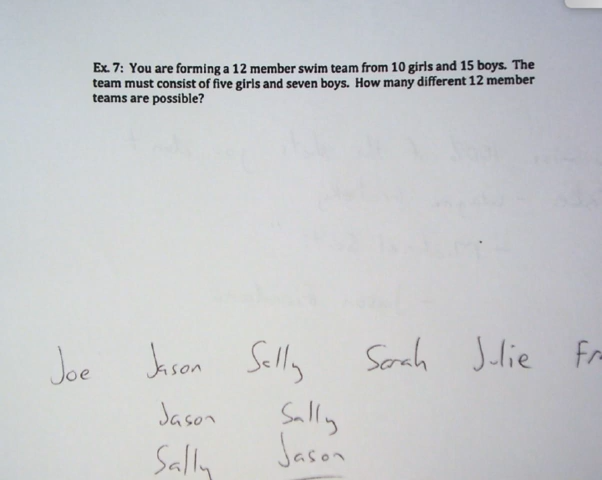 Ex. 7: You are forming a 12 member swim team from 10 girls and 15 boys. The
team must consist of five girls and seven boys. How many different 12 member
teams are possible?
Joe Jason Sally Sarah Julie
Jason Sally
Sally Jason